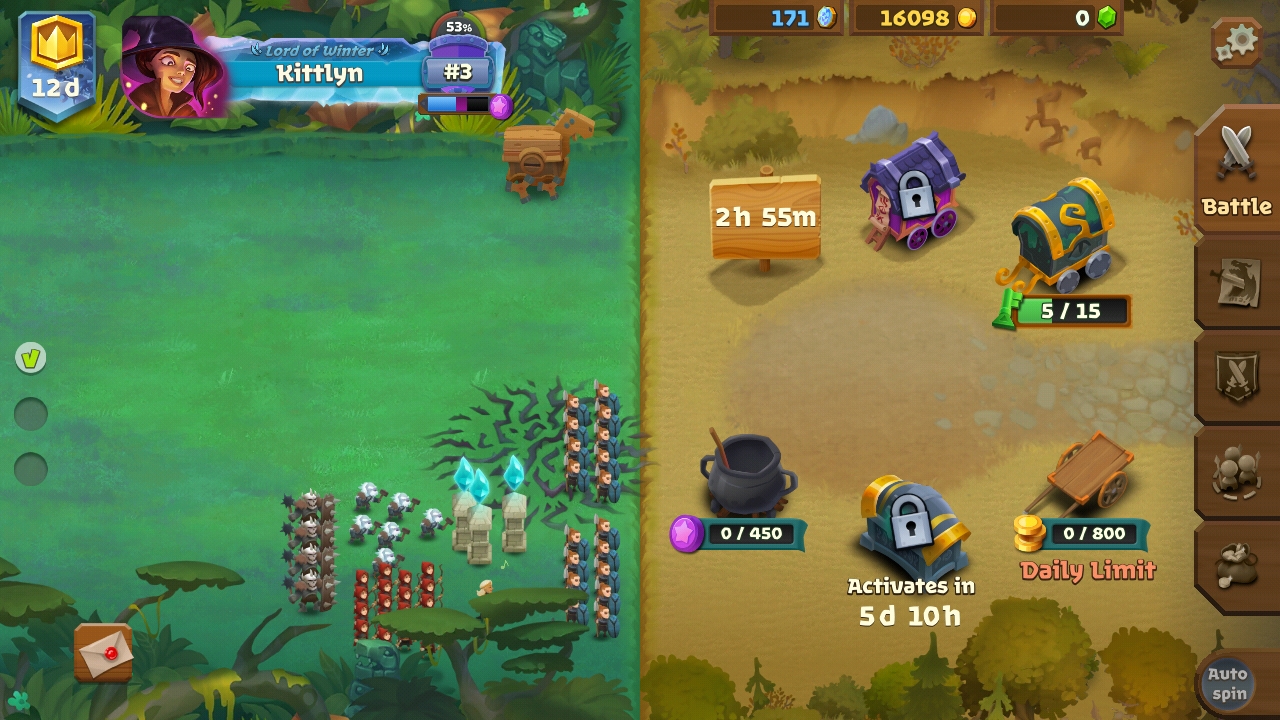 171
16098
0
12d
Lord of Winter
Kittlyn
53%
#3
2h 55m
5 / 15
Battle
0 / 450
0 / 800
Daily Limit
Activates in
5d 10h
Auto
spin